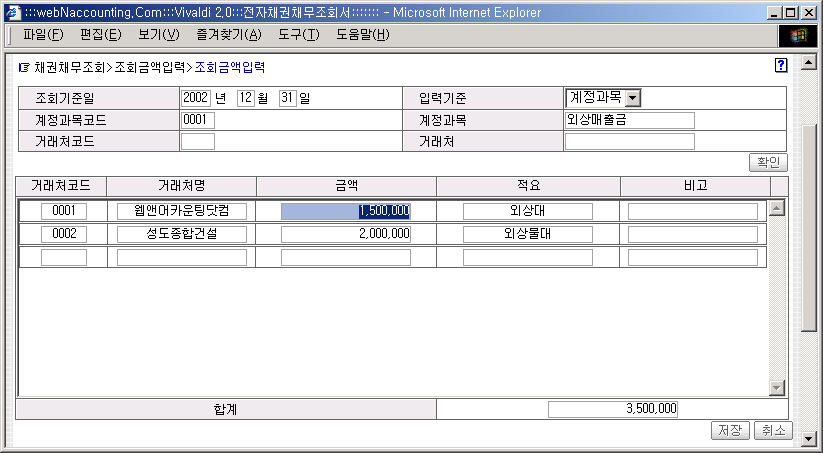 :::webNaccounting.Com:::Vivaldi 2.0:::전자채권채무조회서::::::: - Microsoft Internet Explorer
파일(F) 편집(E) 보기(V) 즐겨찾기(A) 도구(T) 도움말(H)
채권채무조회>조회금액입력>조회금액입력 ?
조회기준일 2002 년 12 월 31 일 입력기준 계정과목
계정과목코드 0001 계정과목 외상매출금
거래처코드 거래처
확인
거래처코드 거래처명 금액 적요 비고
0001 웹앤어카운팅닷컴 1,500,000 외상대
0002 성도종합건설 2,000,000 외상물대
합계 3,500,000
저장 취소